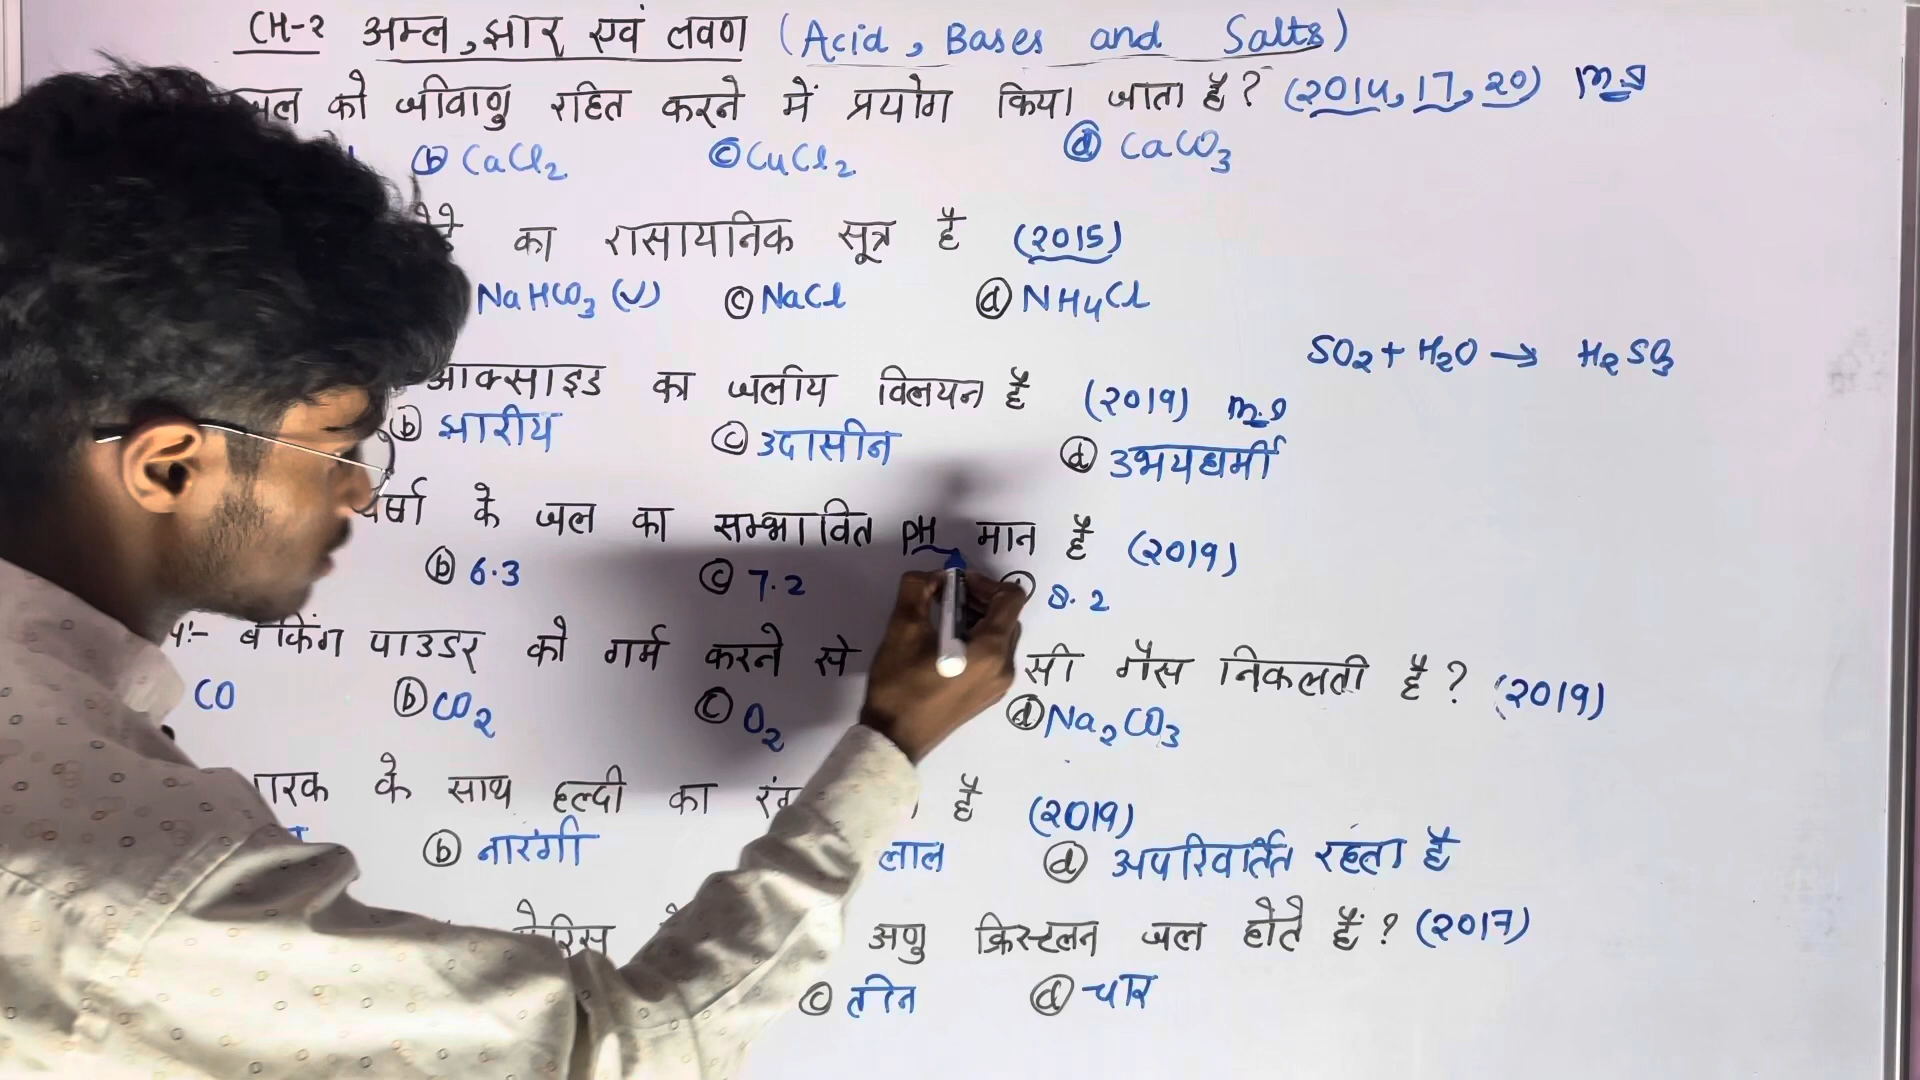 CH-2 अम्ल, क्षार एवं लवण (Acid, Bases and Salts)
जल को जीवाणु रहित करने में प्रयोग किया जाता है? (2014, 17, 20) m.g
ⓑ CaCl₂ ⓒ CuCl₂ ⓓ CaCO₃
का रासायनिक सूत्र है (2015)
NaHCO₃ (✓) ⓒ NaCl ⓓ NH₄Cl
SO₂ + H₂O → H₂SO₃
ऑक्साइड का जलीय विलयन है (2019)
ⓑ क्षारीय ⓒ उदासीन ⓓ उभयधर्मी
वर्षा के जल का सम्भावित PH मान है (2019)
ⓑ 6.3 ⓒ 7.2 8.2
बेकिंग पाउडर को गर्म करने से सी गैस निकलती है? (2019)
CO ⓑ CO₂ ⓒ O₂ ⓓ Na₂CO₃
के साथ हल्दी का है (2019)
ⓑ नारंगी लाल ⓓ अपरिवर्तित रहता है
अणु क्रिस्टलन जल होते हैं? (2017)
ⓒ तीन ⓓ चार